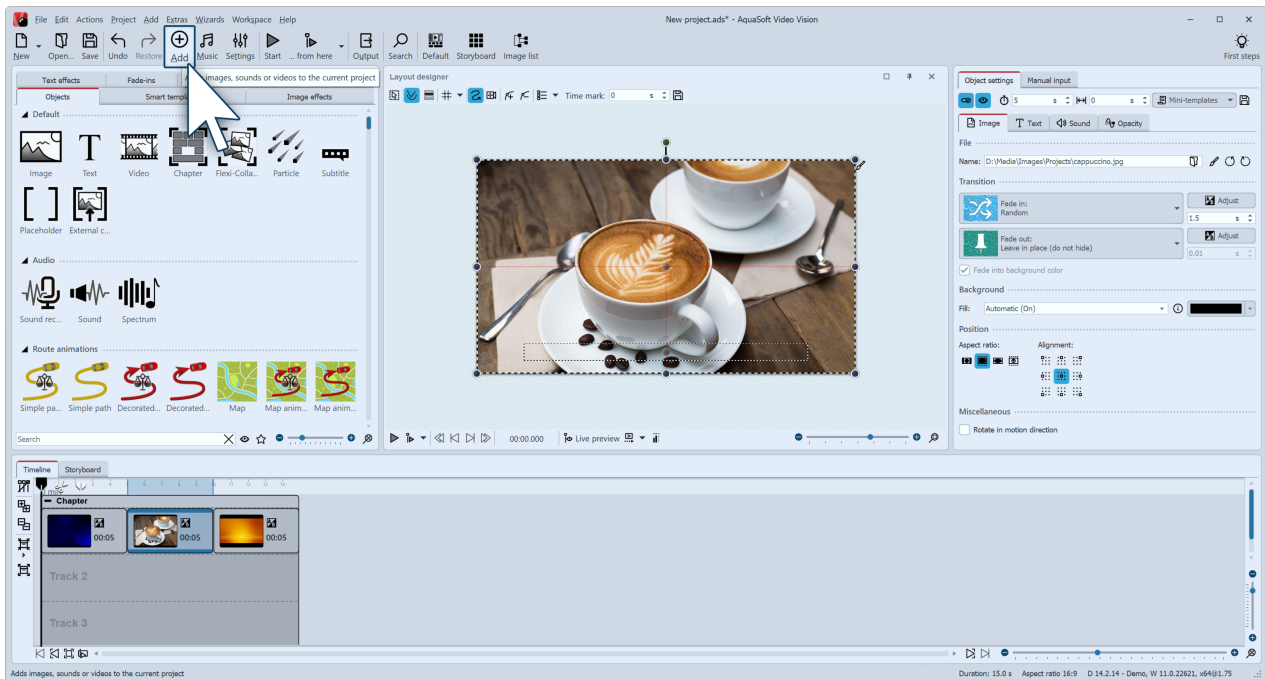 File Edit Actions Project Add Extras Wizards Workspace Help
New project.ads* - AquaSoft Video Vision
New Open... Save Undo Restore Add Music Settings Start ... from here Output Search Default Storyboard Image list
First steps
images, sounds or videos to the current project
Text effects Fade-ins
Objects Smart temp Image effects
Default
Image Text Video Chapter Flexi-Colla... Particle Subtitle
Placeholder External c...
Audio
Sound rec... Sound Spectrum
Route animations
Simple pa... Simple path Decorated... Decorated... Map Map anim... Map anim...
Search
Layout designer
Time mark: 0 s
00:00.000 Live preview
Object settings Manual input
5 s 0 s Mini-templates
Image Text Sound Opacity
File
Name: D:\Media\Images\Projects\cappuccino.jpg
Transition
Fade in:
Random
Adjust
1.5 s
Fade out:
Leave in place (do not hide)
Adjust
0.01 s
Fade into background color
Background
Fill: Automatic (On)
Position
Aspect ratio: Alignment:
Miscellaneous
Rotate in motion direction
Timeline Storyboard
Chapter
00:05 00:05 00:05
Track 2
Track 3
Adds images, sounds or videos to the current project
Duration: 15.0 s Aspect ratio 16:9 D 14.2.14 - Demo, W 11.0.22621, x64@1.75